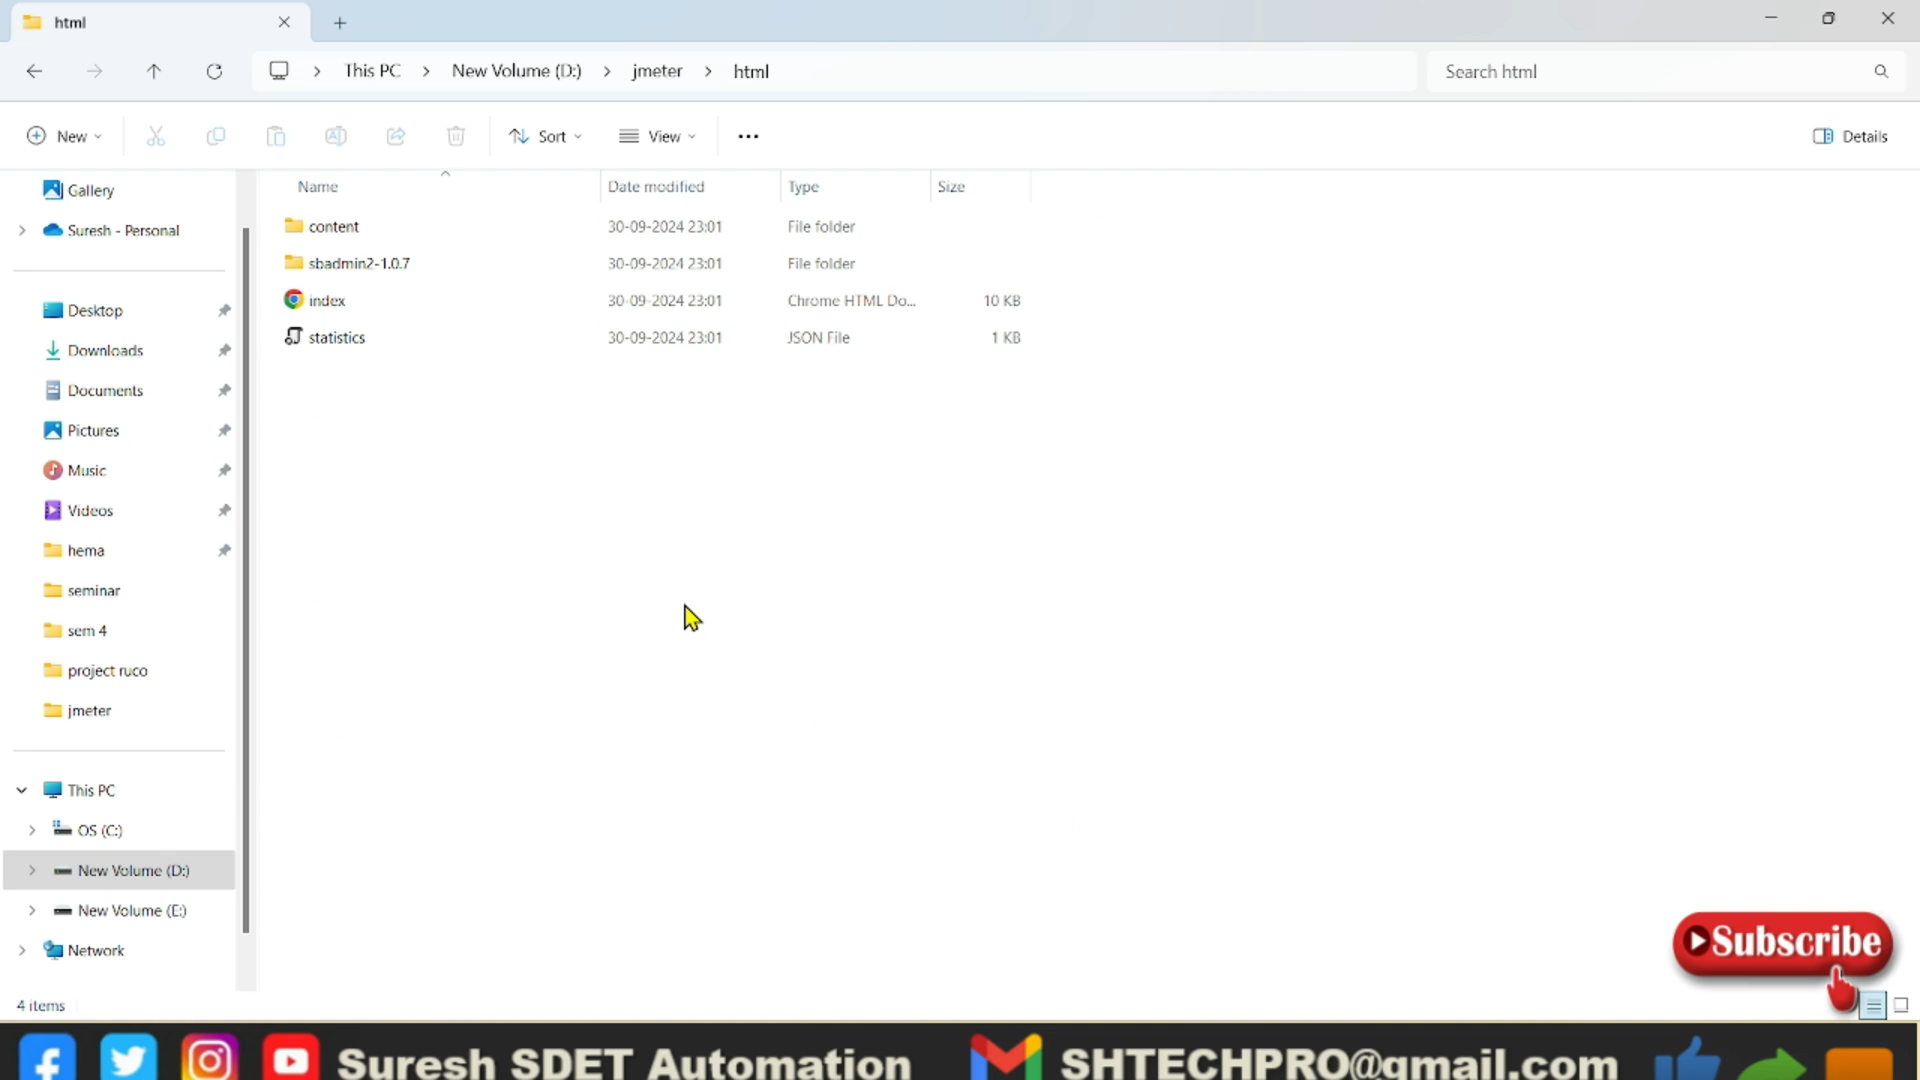 html
This PC > New Volume (D:) > jmeter > html
Search html
New
Sort
View
Details
Name
Date modified
Type
Size
content 30-09-2024 23:01 File folder
sbadmin2-1.0.7 30-09-2024 23:01 File folder
index 30-09-2024 23:01 Chrome HTML Do... 10 KB
statistics 30-09-2024 23:01 JSON File 1 KB
Gallery
Suresh - Personal
Desktop
Downloads
Documents
Pictures
Music
Videos
hema
seminar
sem 4
project ruco
jmeter
This PC
OS (C:)
New Volume (D:)
New Volume (E:)
Network
4 items
Subscribe
Suresh SDET Automation
SHTECHPRO@gmail.com